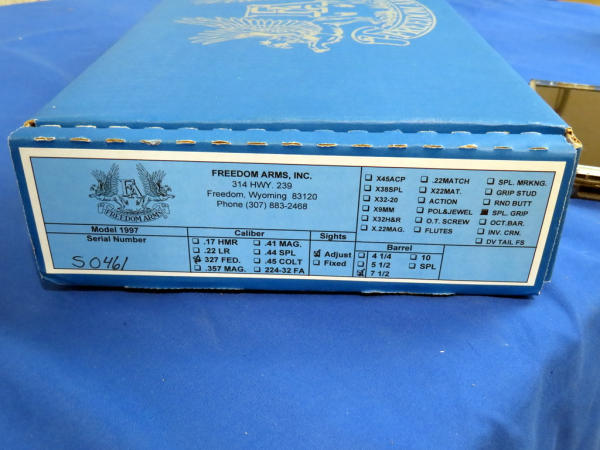 FA
FREEDOM ARMS
FREEDOM ARMS, INC.
314 HWY. 239
Freedom, Wyoming 83120
Phone (307) 883-2468
X45ACP
X38SPL
X32-20
X9MM
X32H&R
X.22MAG.
.22MATCH
X22MAT.
ACTION
POL&JEWEL
O.T. SCREW
FLUTES
SPL. MRKNG.
GRIP STUD
RND BUTT
SPL. GRIP
OCT.BAR.
INV. CRN.
DV TAIL FS
Model 1997
Serial Number
S0461
Caliber
.17 HMR
.22 LR
327 FED.
.357 MAG.
.41 MAG.
.44 SPL
.45 COLT
224-32 FA
Sights
Adjust
Fixed
Barrel
4 1/4
5 1/2
7 1/2
10
SPL